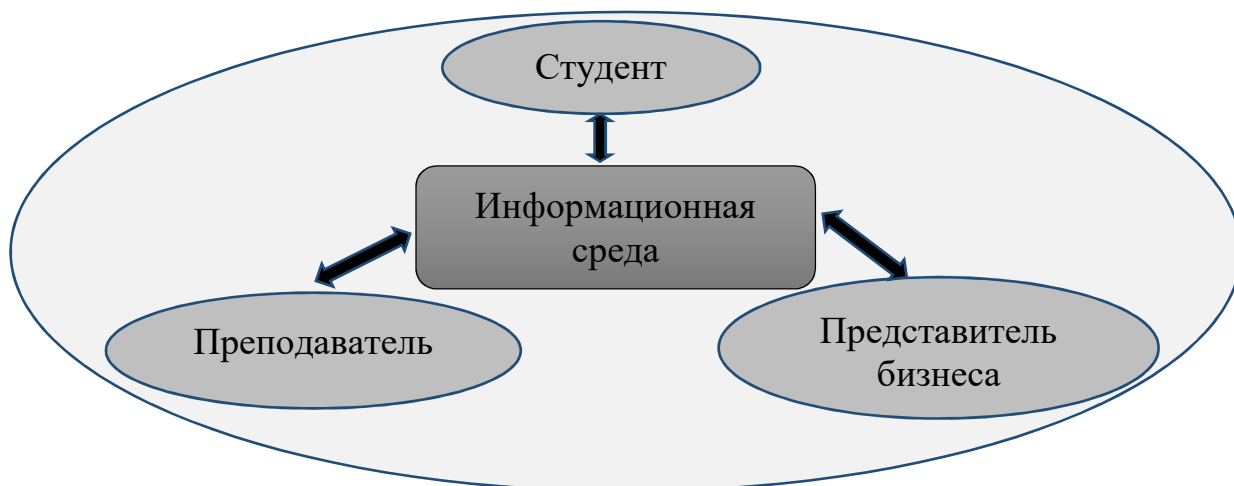 Студент
Информационная
среда
Преподаватель
Представитель
бизнеса